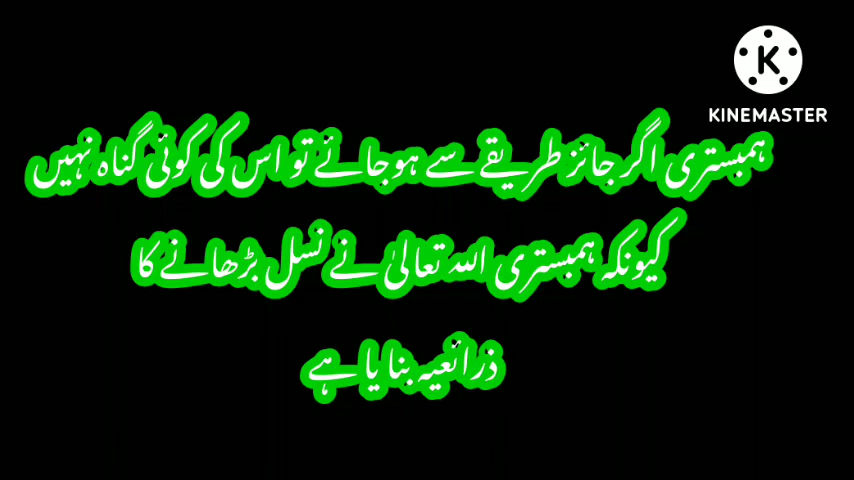 KINEMASTER
ہمبستری اگر جائز طریقے سے ہو جائے تو اس کی کوئی گناہ نہیں
کیونکہ ہمبستری اللہ تعالیٰ نے نسل بڑھانے کا
ذرائعیہ بنایا ہے